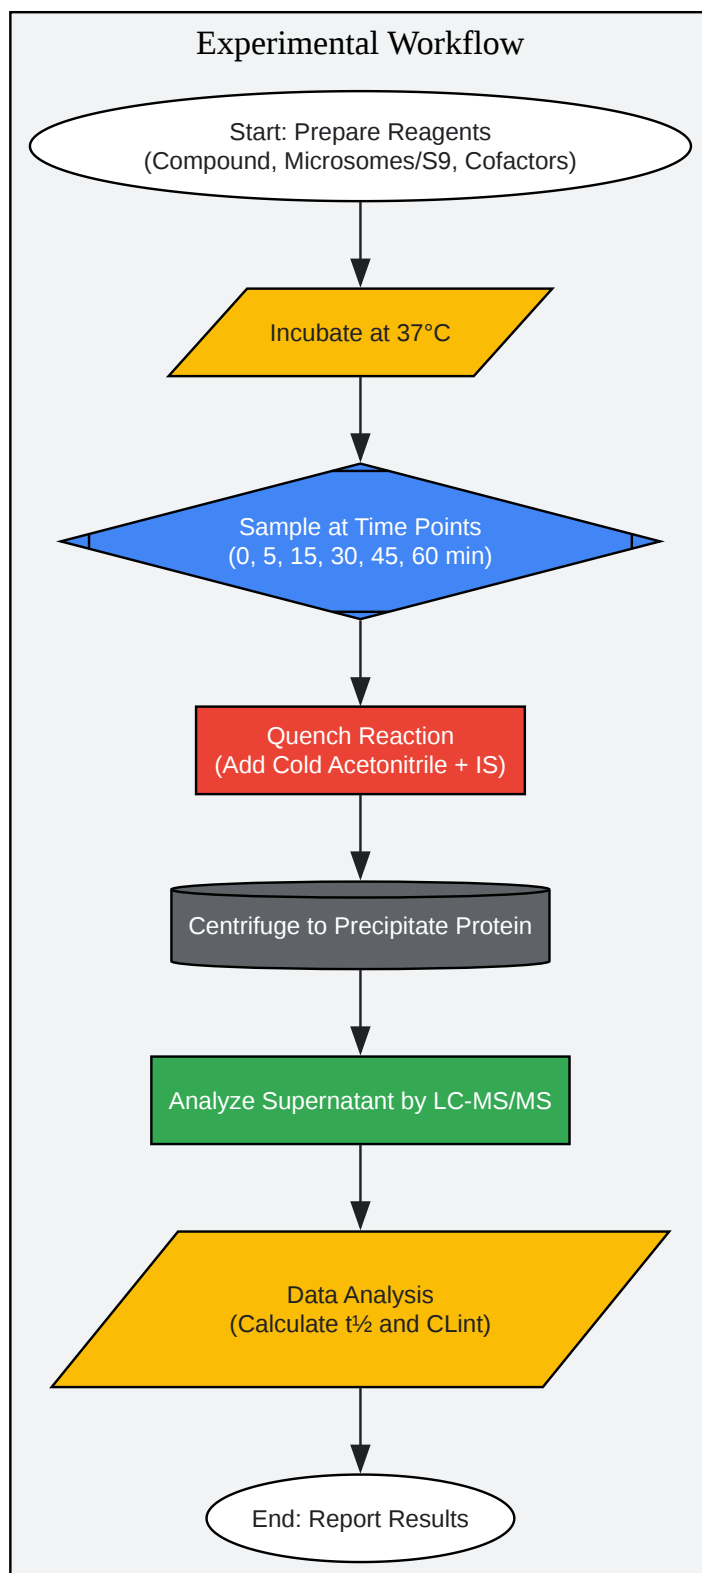 Experimental Workflow
Start: Prepare Reagents
(Compound, Microsomes/S9, Cofactors)
Incubate at 37°C
Sample at Time Points
(0, 5, 15, 30, 45, 60 min)
Quench Reaction
(Add Cold Acetonitrile + IS)
Centrifuge to Precipitate Protein
Analyze Supernatant by LC-MS/MS
Data Analysis
(Calculate t½ and CLint)
End: Report Results